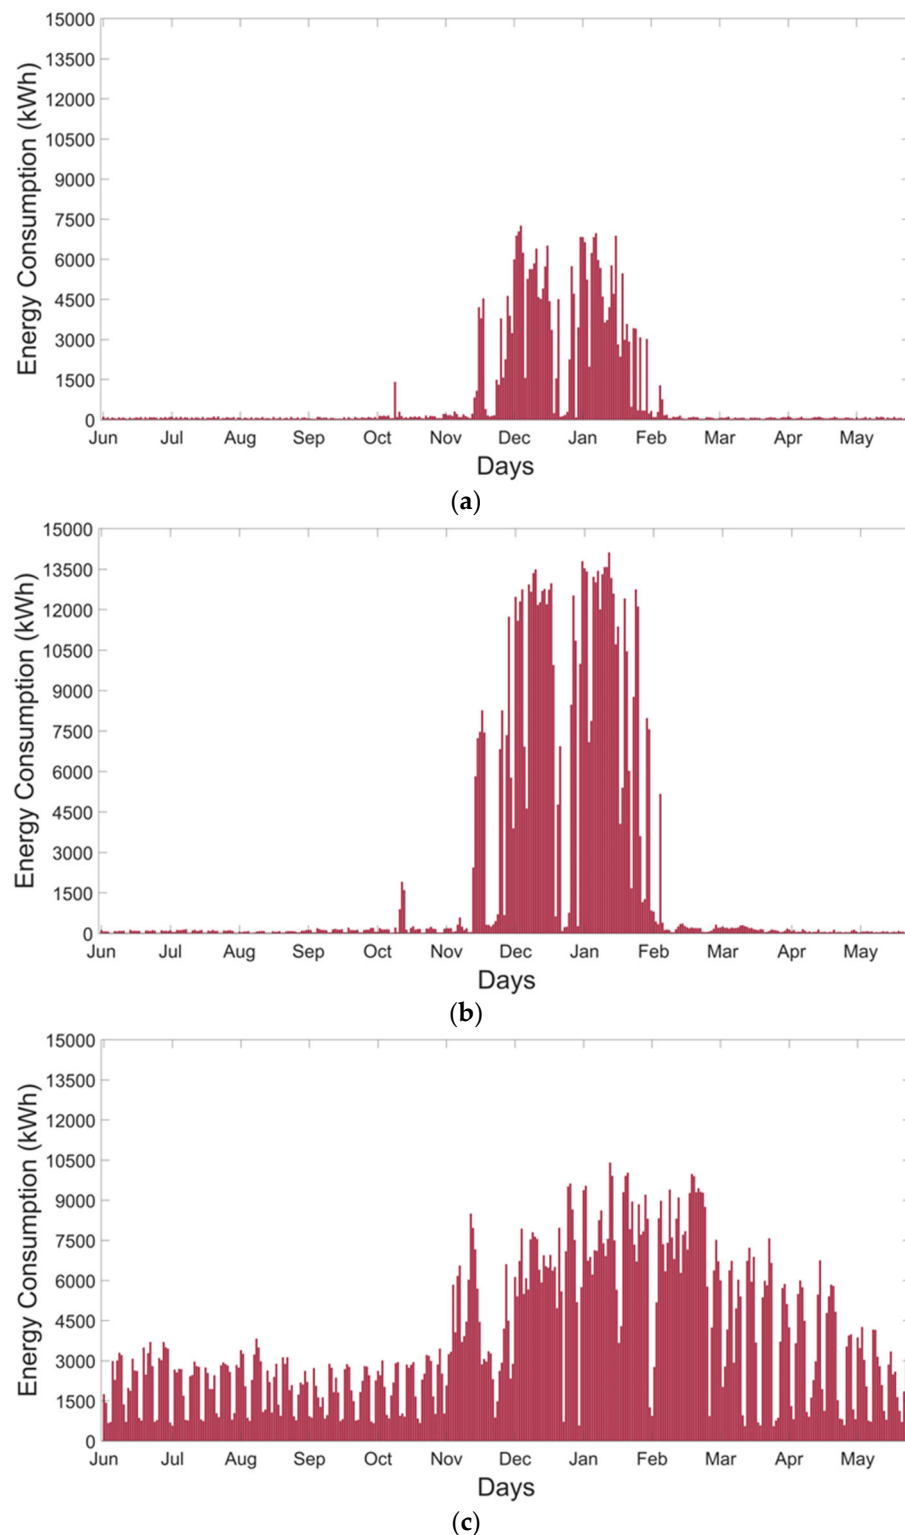 15000
13500
12000
10500
9000
7500
6000
4500
3000
1500
0
Energy Consumption (kWh)
Jun Jul Aug Sep Oct Nov Dec Jan Feb Mar Apr May
Days
(a)
15000
13500
12000
10500
9000
7500
6000
4500
3000
1500
0
Energy Consumption (kWh)
Jun Jul Aug Sep Oct Nov Dec Jan Feb Mar Apr May
Days
(b)
15000
13500
12000
10500
9000
7500
6000
4500
3000
1500
0
Energy Consumption (kWh)
Jun Jul Aug Sep Oct Nov Dec Jan Feb Mar Apr May
Days
(c)